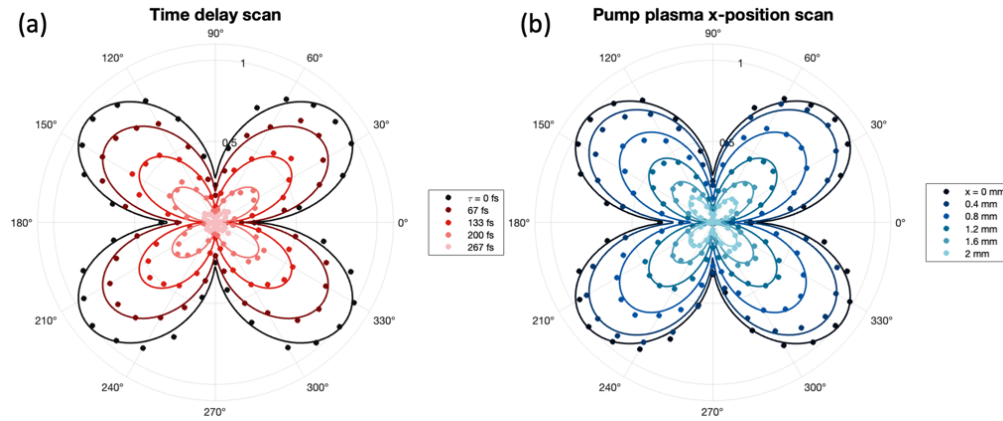 (a)
Time delay scan
90°
120°
60°
1
150°
30°
0.5
180°
0°
210°
330°
240°
300°
270°
τ = 0 fs
67 fs
133 fs
200 fs
267 fs
(b)
Pump plasma x-position scan
90°
120°
60°
1
150°
30°
0.5
180°
0°
210°
330°
240°
300°
270°
x = 0 mm
0.4 mm
0.8 mm
1.2 mm
1.6 mm
2 mm